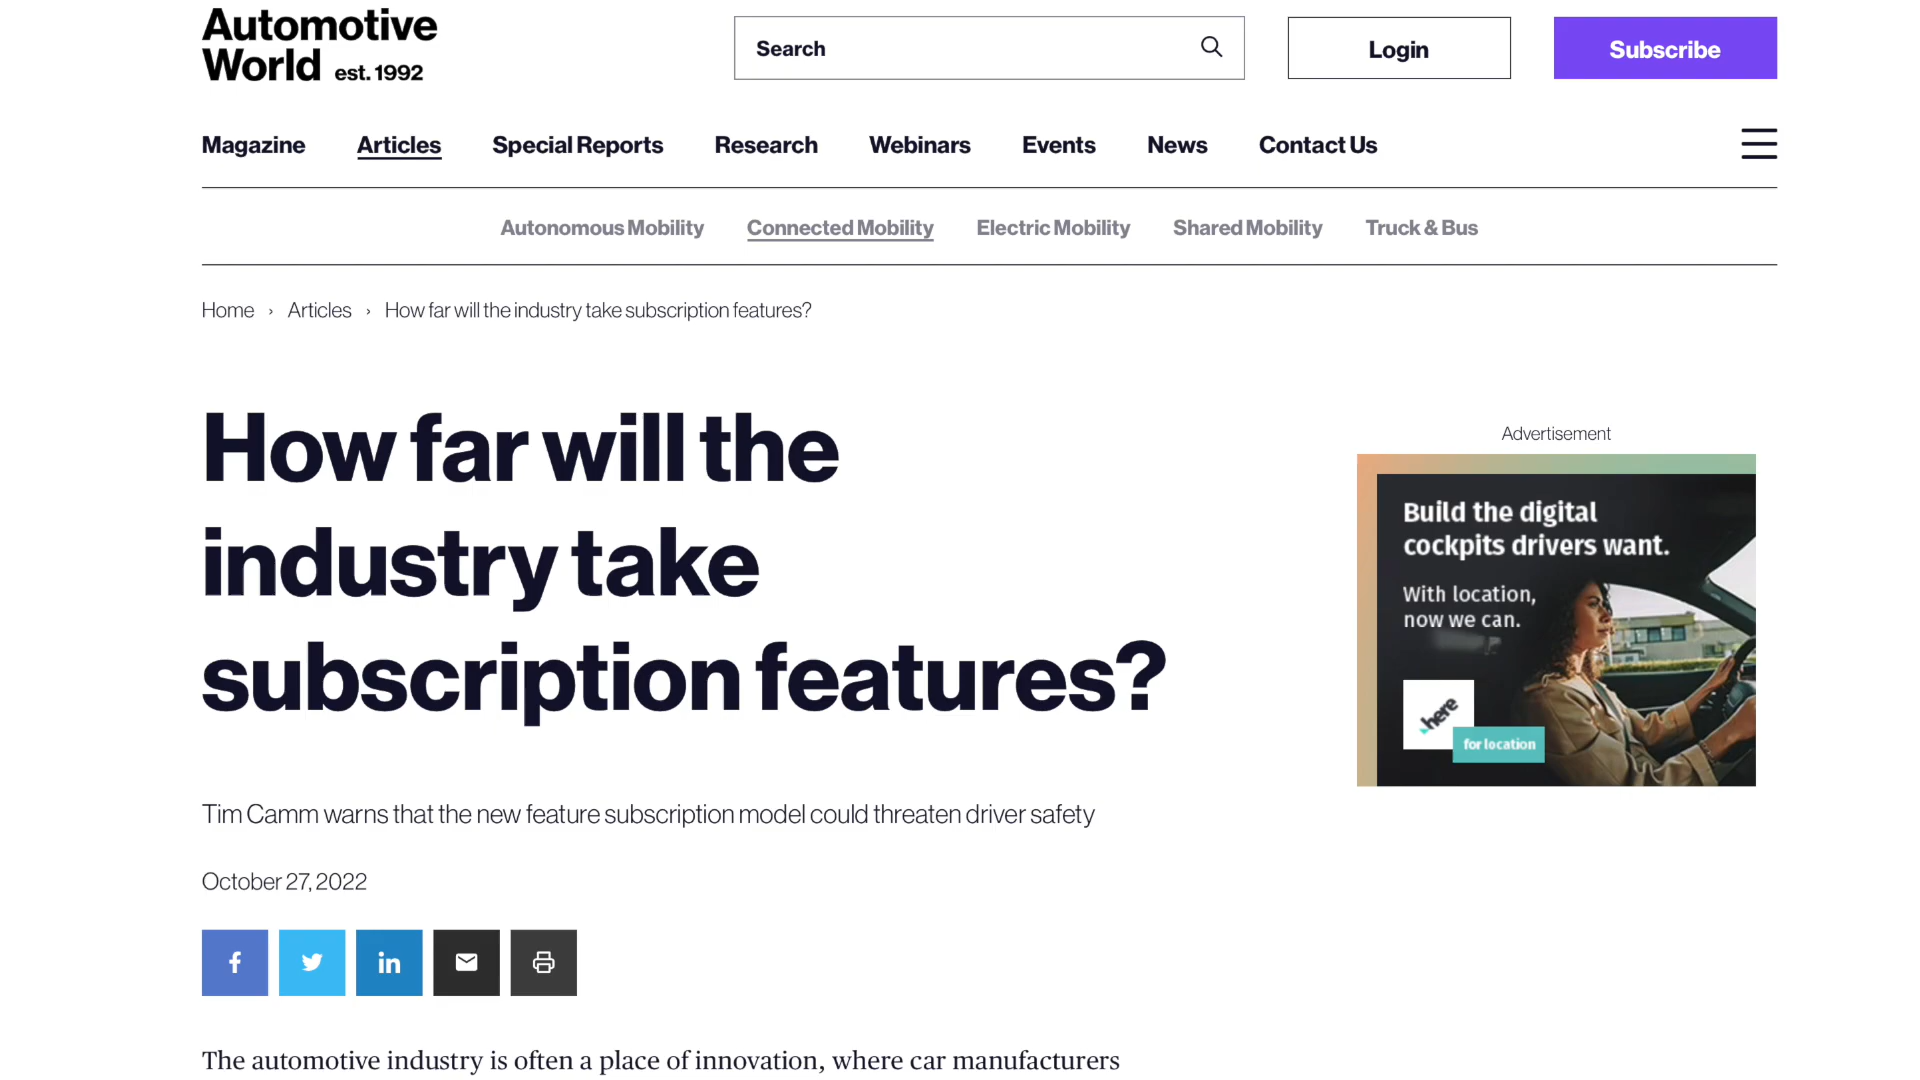 Automotive
World est. 1992
Search
Login
Subscribe
Magazine Articles Special Reports Research Webinars Events News Contact Us
Autonomous Mobility Connected Mobility Electric Mobility Shared Mobility Truck & Bus
Home › Articles › How far will the industry take subscription features?
How far will the
industry take
subscription features?
Advertisement
Build the digital
cockpits drivers want.
With location,
now we can.
here
for location
Tim Camm warns that the new feature subscription model could threaten driver safety
October 27, 2022
f
in
The automotive industry is often a place of innovation, where car manufacturers